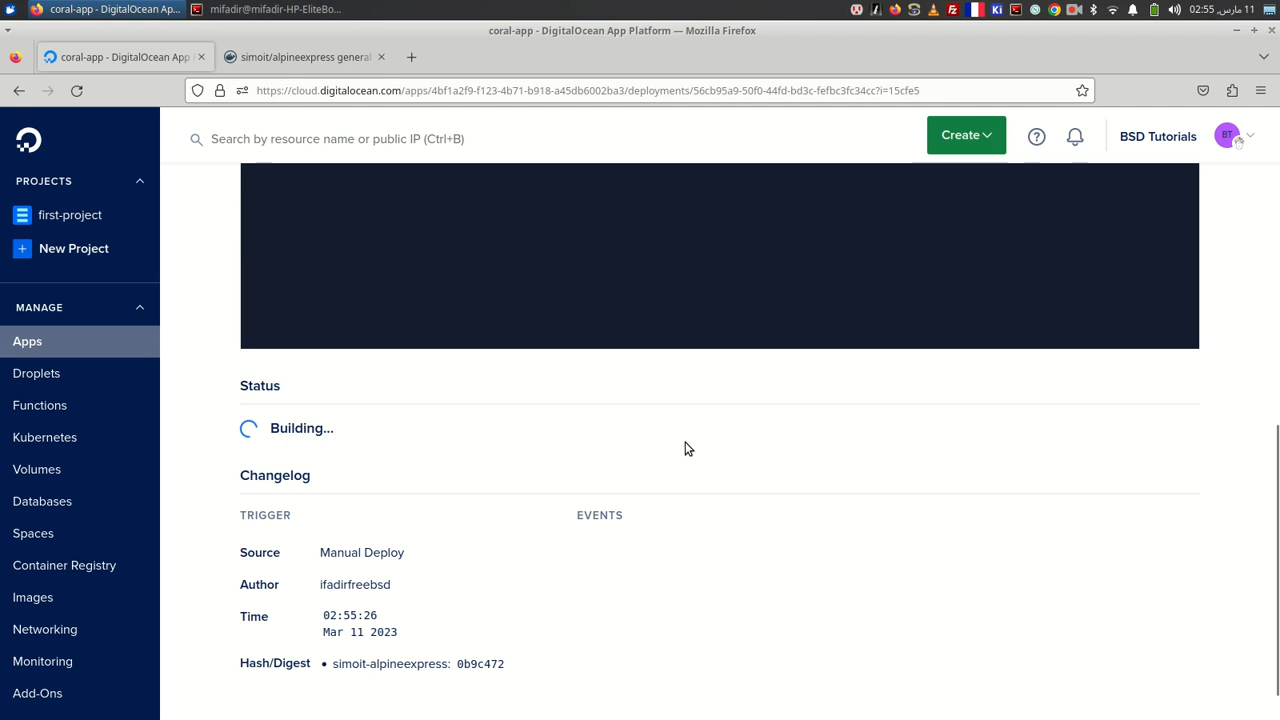 coral-app - DigitalOcean Ap...
mifadir@mifadir-HP-EliteBo...
02:55 ,11 مارس
coral-app - DigitalOcean App Platform — Mozilla Firefox
coral-app - DigitalOcean App
simoit/alpineexpress general
https://cloud.digitalocean.com/apps/4bf1a2f9-f123-4b71-b918-a45db6002ba3/deployments/56cb95a9-50f0-44fd-bd3c-fefbc3fc34cc?i=15cfe5
Search by resource name or public IP (Ctrl+B)
Create
BSD Tutorials
BT
PROJECTS
first-project
New Project
MANAGE
Apps
Droplets
Functions
Kubernetes
Volumes
Databases
Spaces
Container Registry
Images
Networking
Monitoring
Add-Ons
Status
Building...
Changelog
TRIGGER
EVENTS
Source Manual Deploy
Author ifadirfreebsd
Time 02:55:26
Mar 11 2023
Hash/Digest • simoit-alpineexpress: 0b9c472